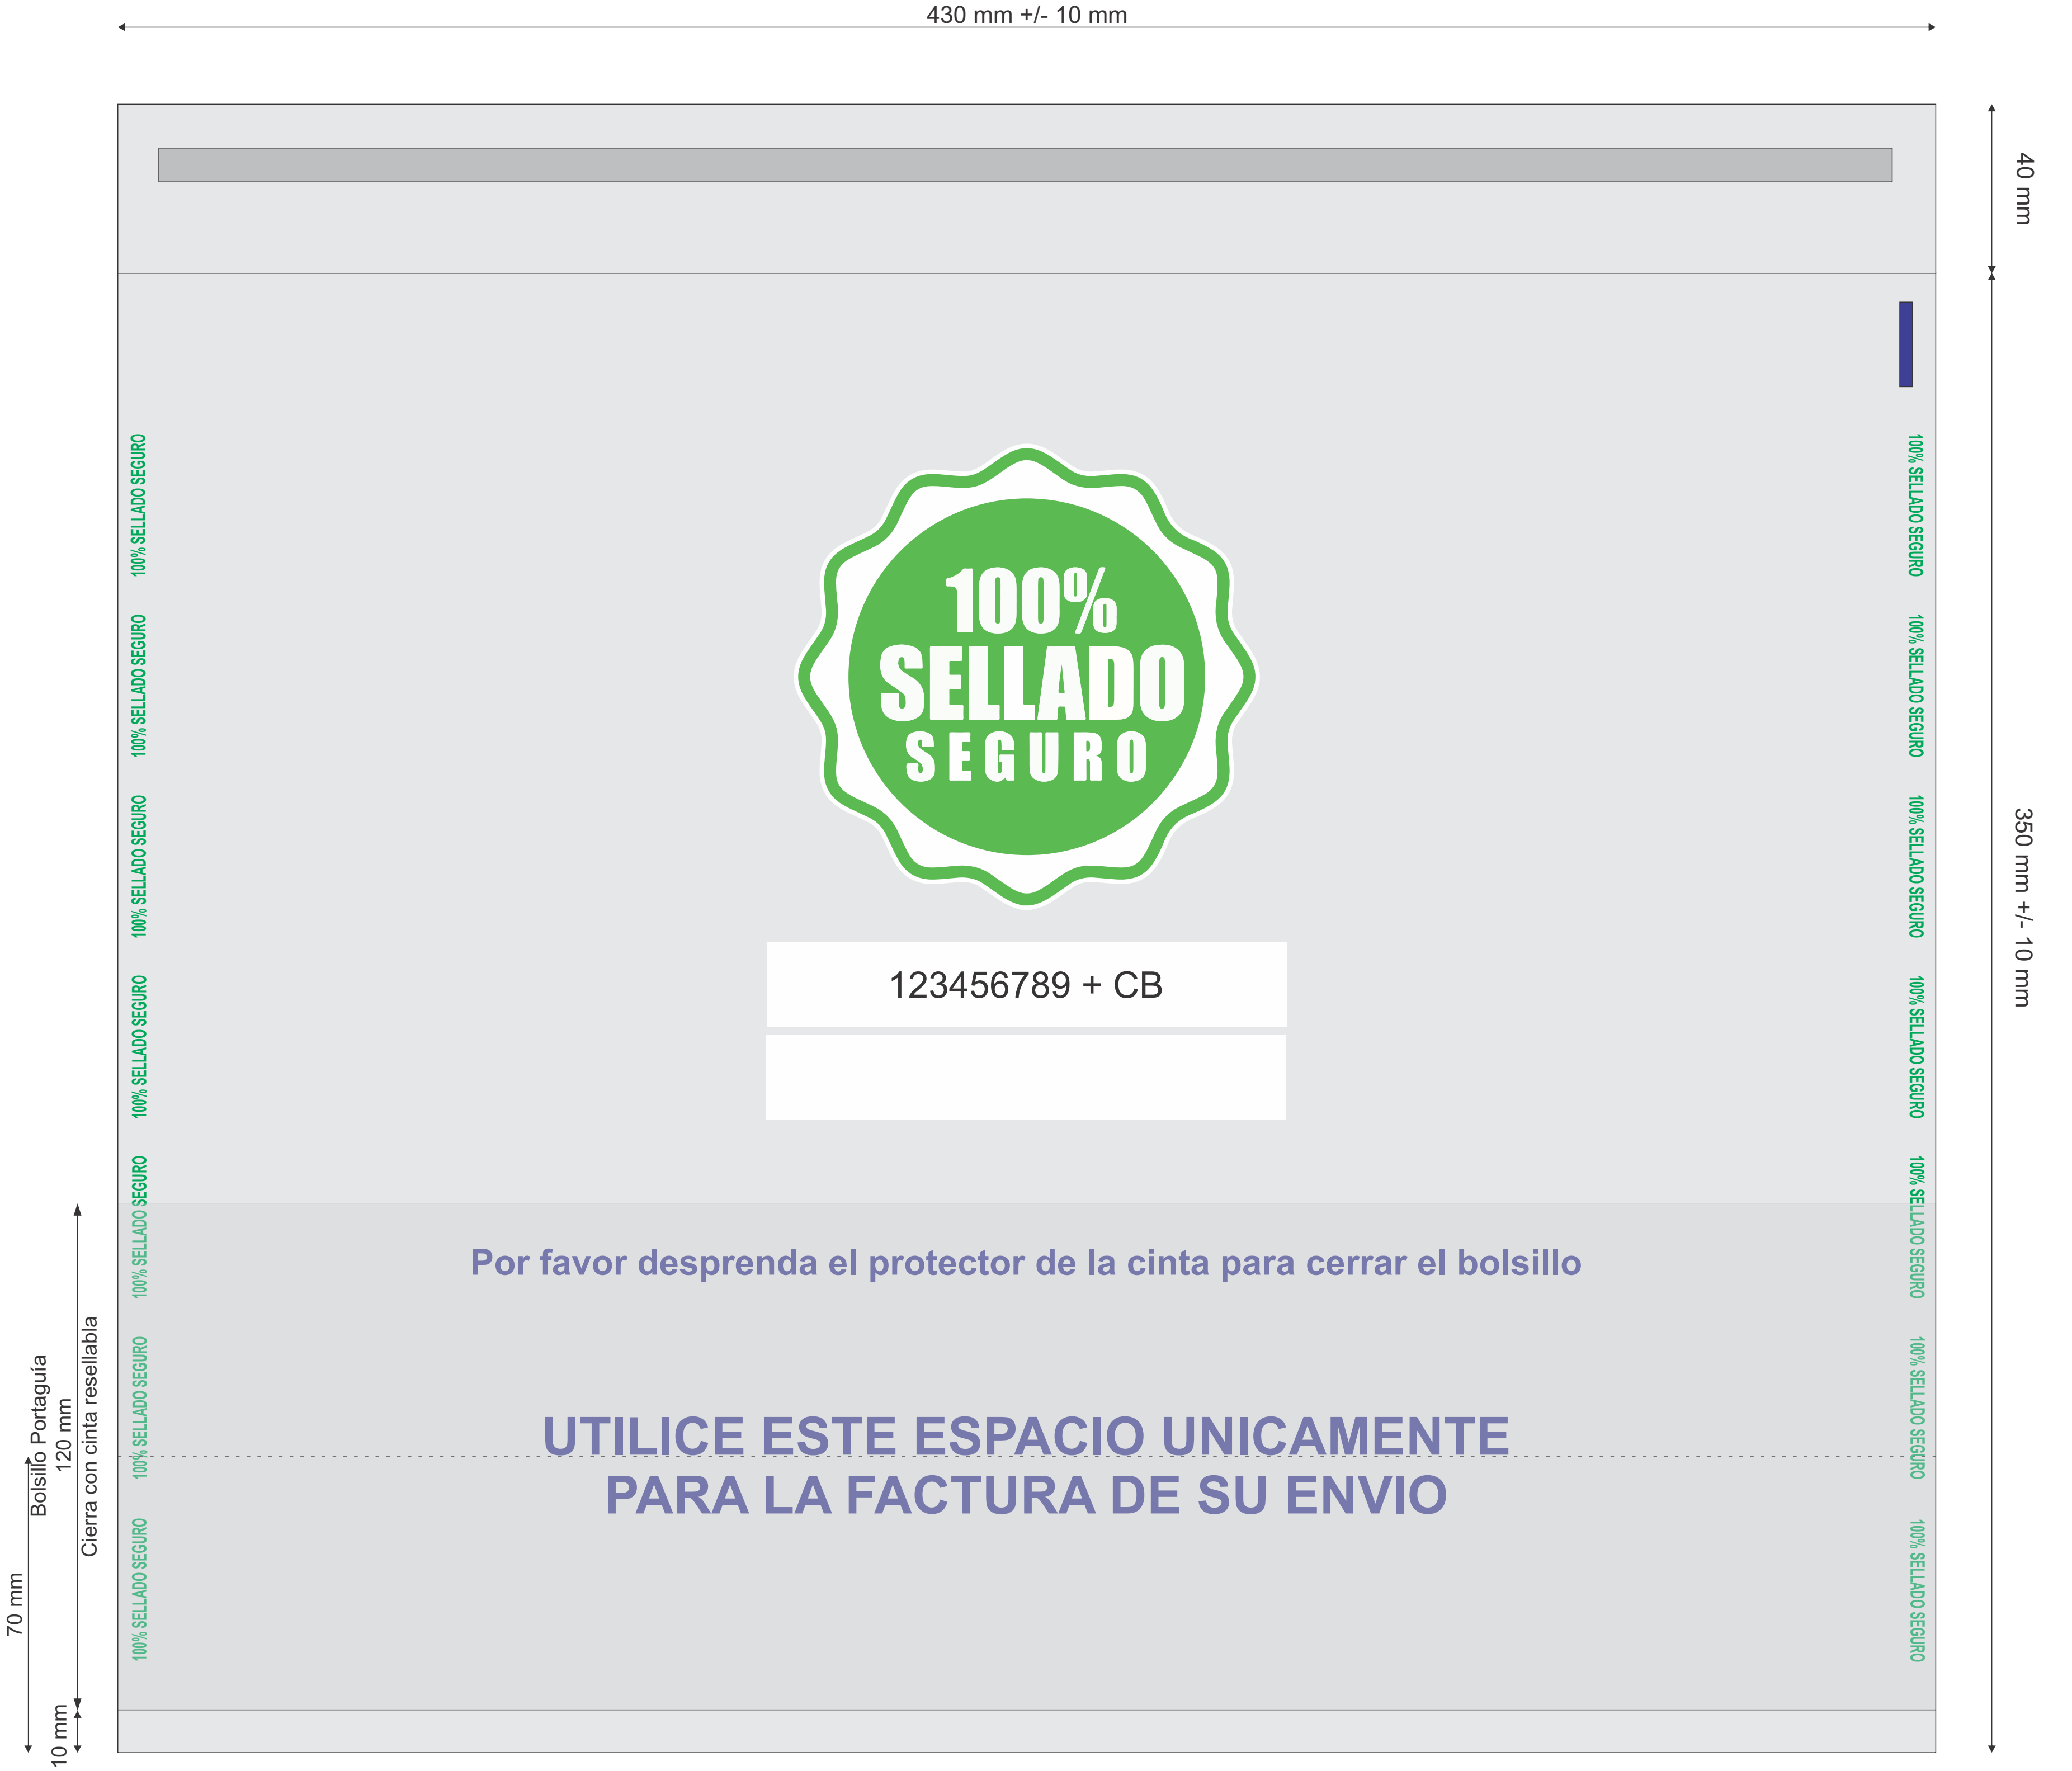 430 mm +/- 10 mm
40 mm
350 mm +/- 10 mm
100% SELLADO SEGURO
100% SELLADO SEGURO
100% SELLADO SEGURO
100% SELLADO SEGURO
100% SELLADO SEGURO
100% SELLADO SEGURO
100% SELLADO SEGURO
100%
SELLADO
SEGURO
123456789 + CB
100% SELLADO SEGURO
100% SELLADO SEGURO
100% SELLADO SEGURO
100% SELLADO SEGURO
100% SELLADO SEGURO
100% SELLADO SEGURO
100% SELLADO SEGURO
Por favor desprenda el protector de la cinta para cerrar el bolsillo
UTILICE ESTE ESPACIO UNICAMENTE
PARA LA FACTURA DE SU ENVIO
Bolsillo Portaguía
120 mm
Cierra con cinta resellabla
70 mm
10 mm